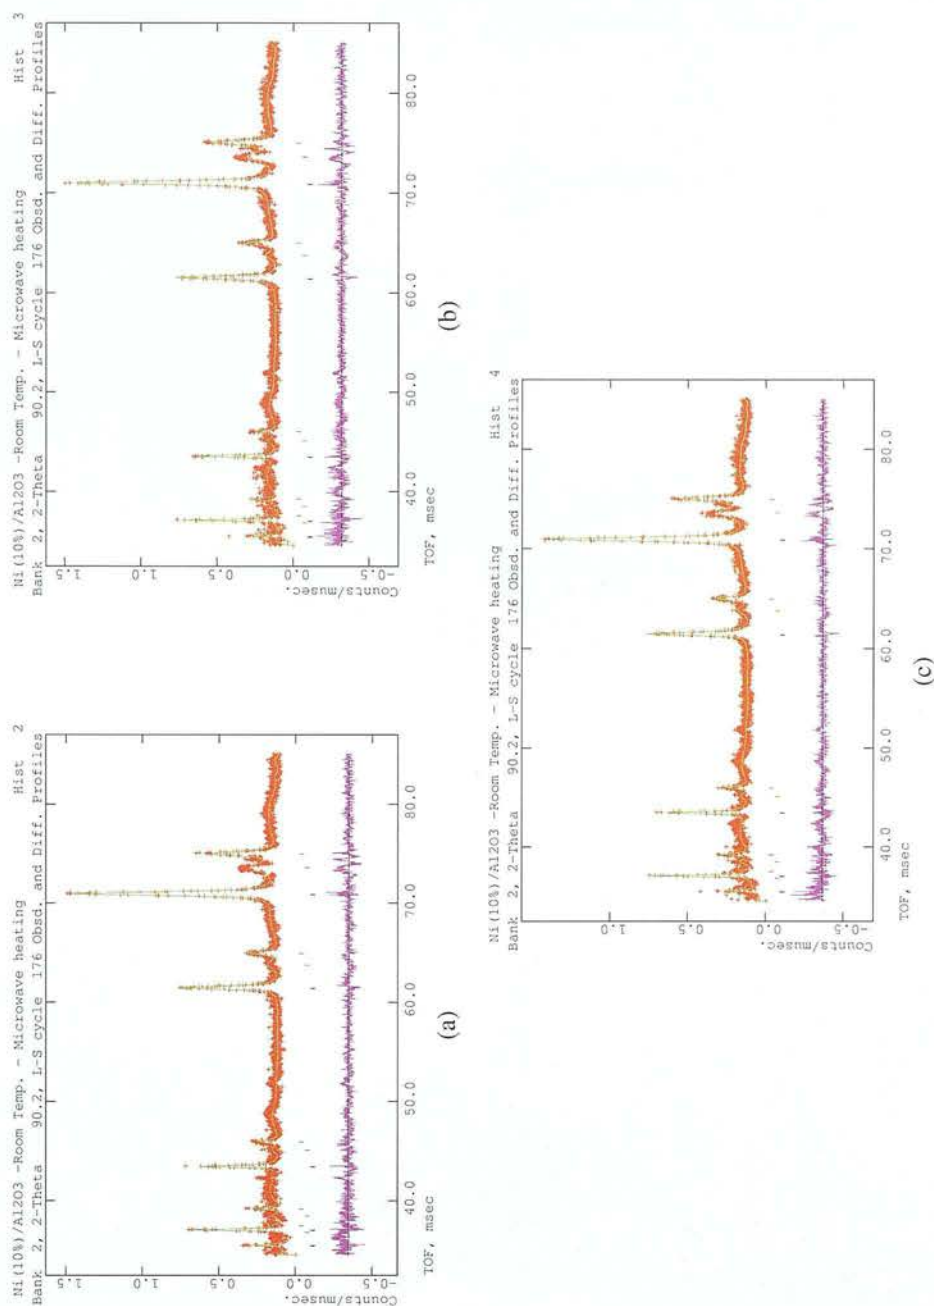 Ni(10%)/Al2O3 -Room Temp. - Microwave heating Hist 2
Bank 2, 2-Theta 90.2, L-S cycle 176 Obsd. and Diff. Profiles
Counts/musec.
-0.5 0.0 0.5 1.0 1.5
40.0 50.0 60.0 70.0 80.0
TOF, msec
(a)
Ni(10%)/Al2O3 -Room Temp. - Microwave heating Hist 3
Bank 2, 2-Theta 90.2, L-S cycle 176 Obsd. and Diff. Profiles
Counts/musec.
-0.5 0.0 0.5 1.0 1.5
40.0 50.0 60.0 70.0 80.0
TOF, msec
(b)
Ni(10%)/Al2O3 -Room Temp. - Microwave heating Hist 4
Bank 2, 2-Theta 90.2, L-S cycle 176 Obsd. and Diff. Profiles
Counts/musec.
-0.5 0.0 0.5 1.0
40.0 50.0 60.0 70.0 80.0
TOF, msec
(c)